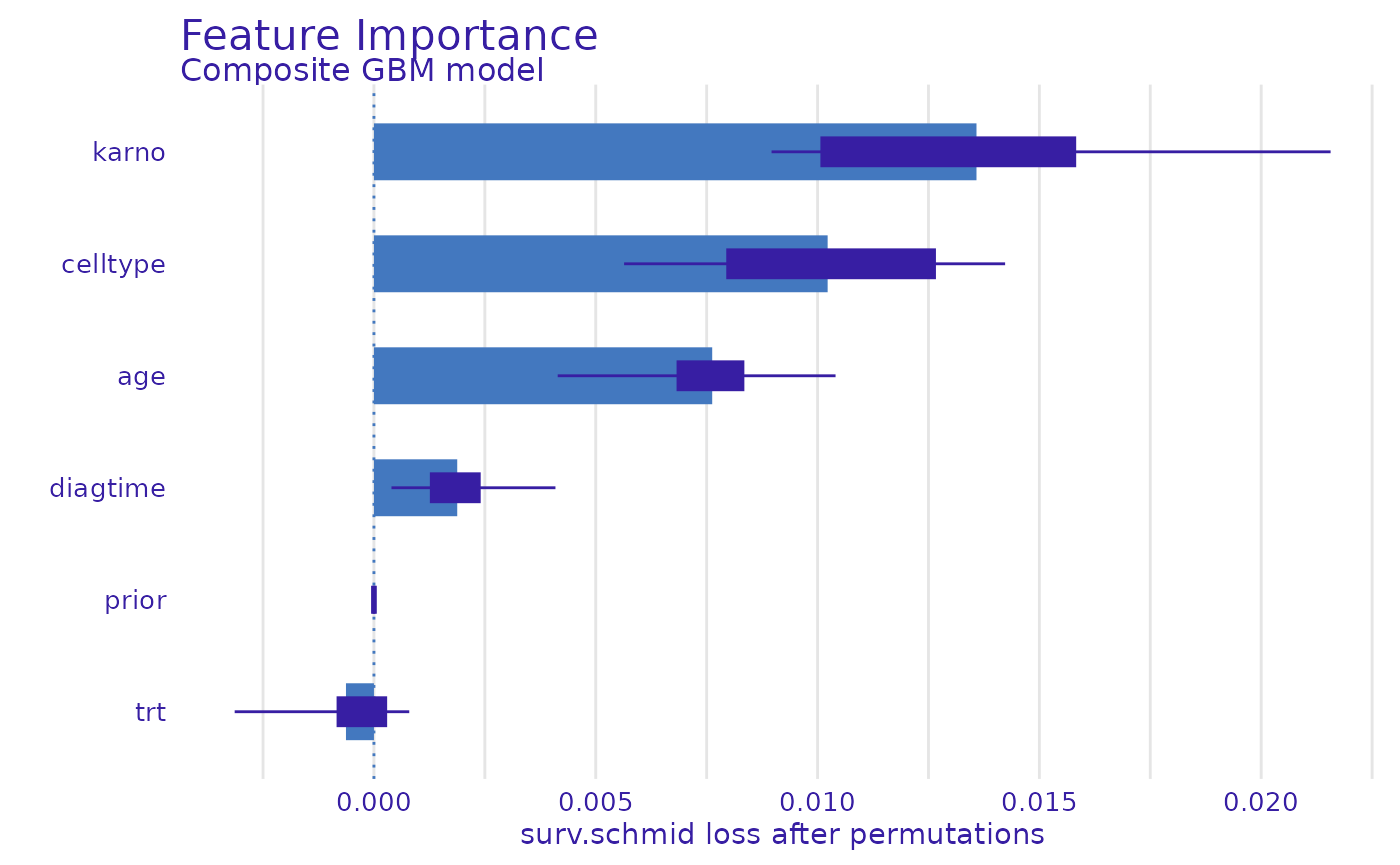 Feature Importance
Composite GBM model
karno
celltype
age
diagtime
prior
trt
0.000 0.005 0.010 0.015 0.020
surv.schmid loss after permutations